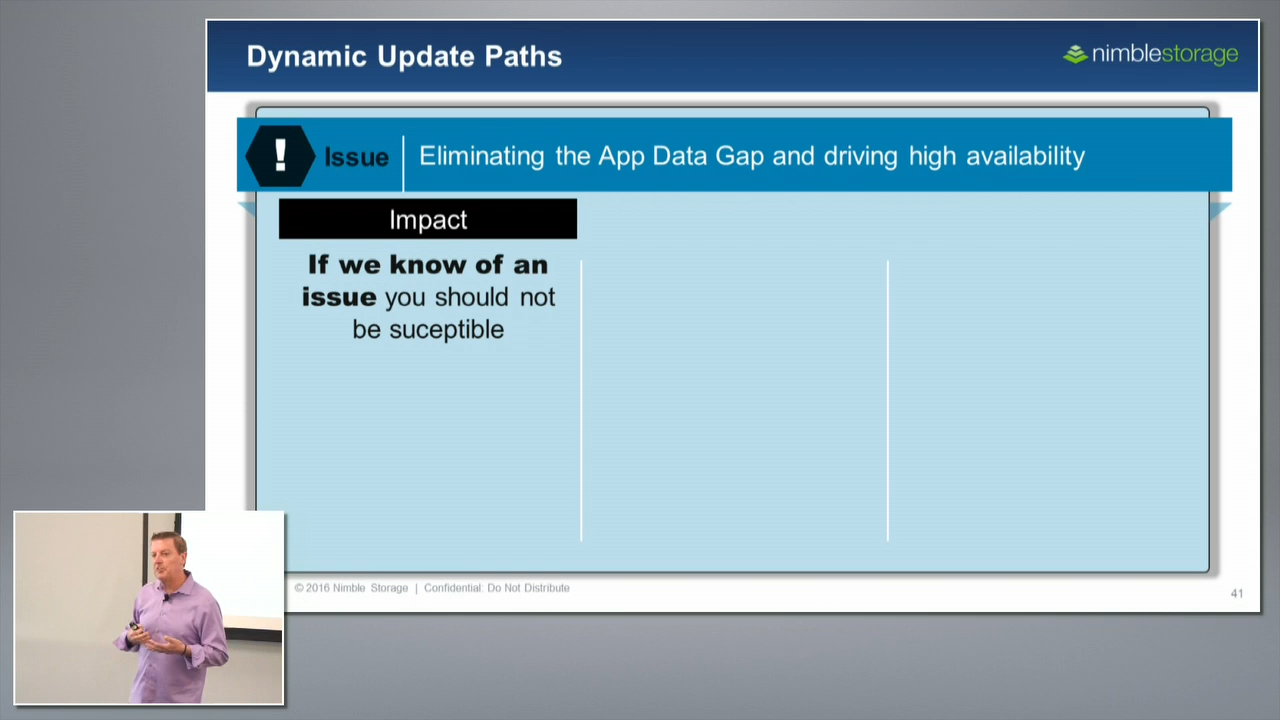 Dynamic Update Paths
nimblestorage
! Issue
Eliminating the App Data Gap and driving high availability
Impact
If we know of an
issue you should not
be suceptible
© 2016 Nimble Storage | Confidential: Do Not Distribute
41